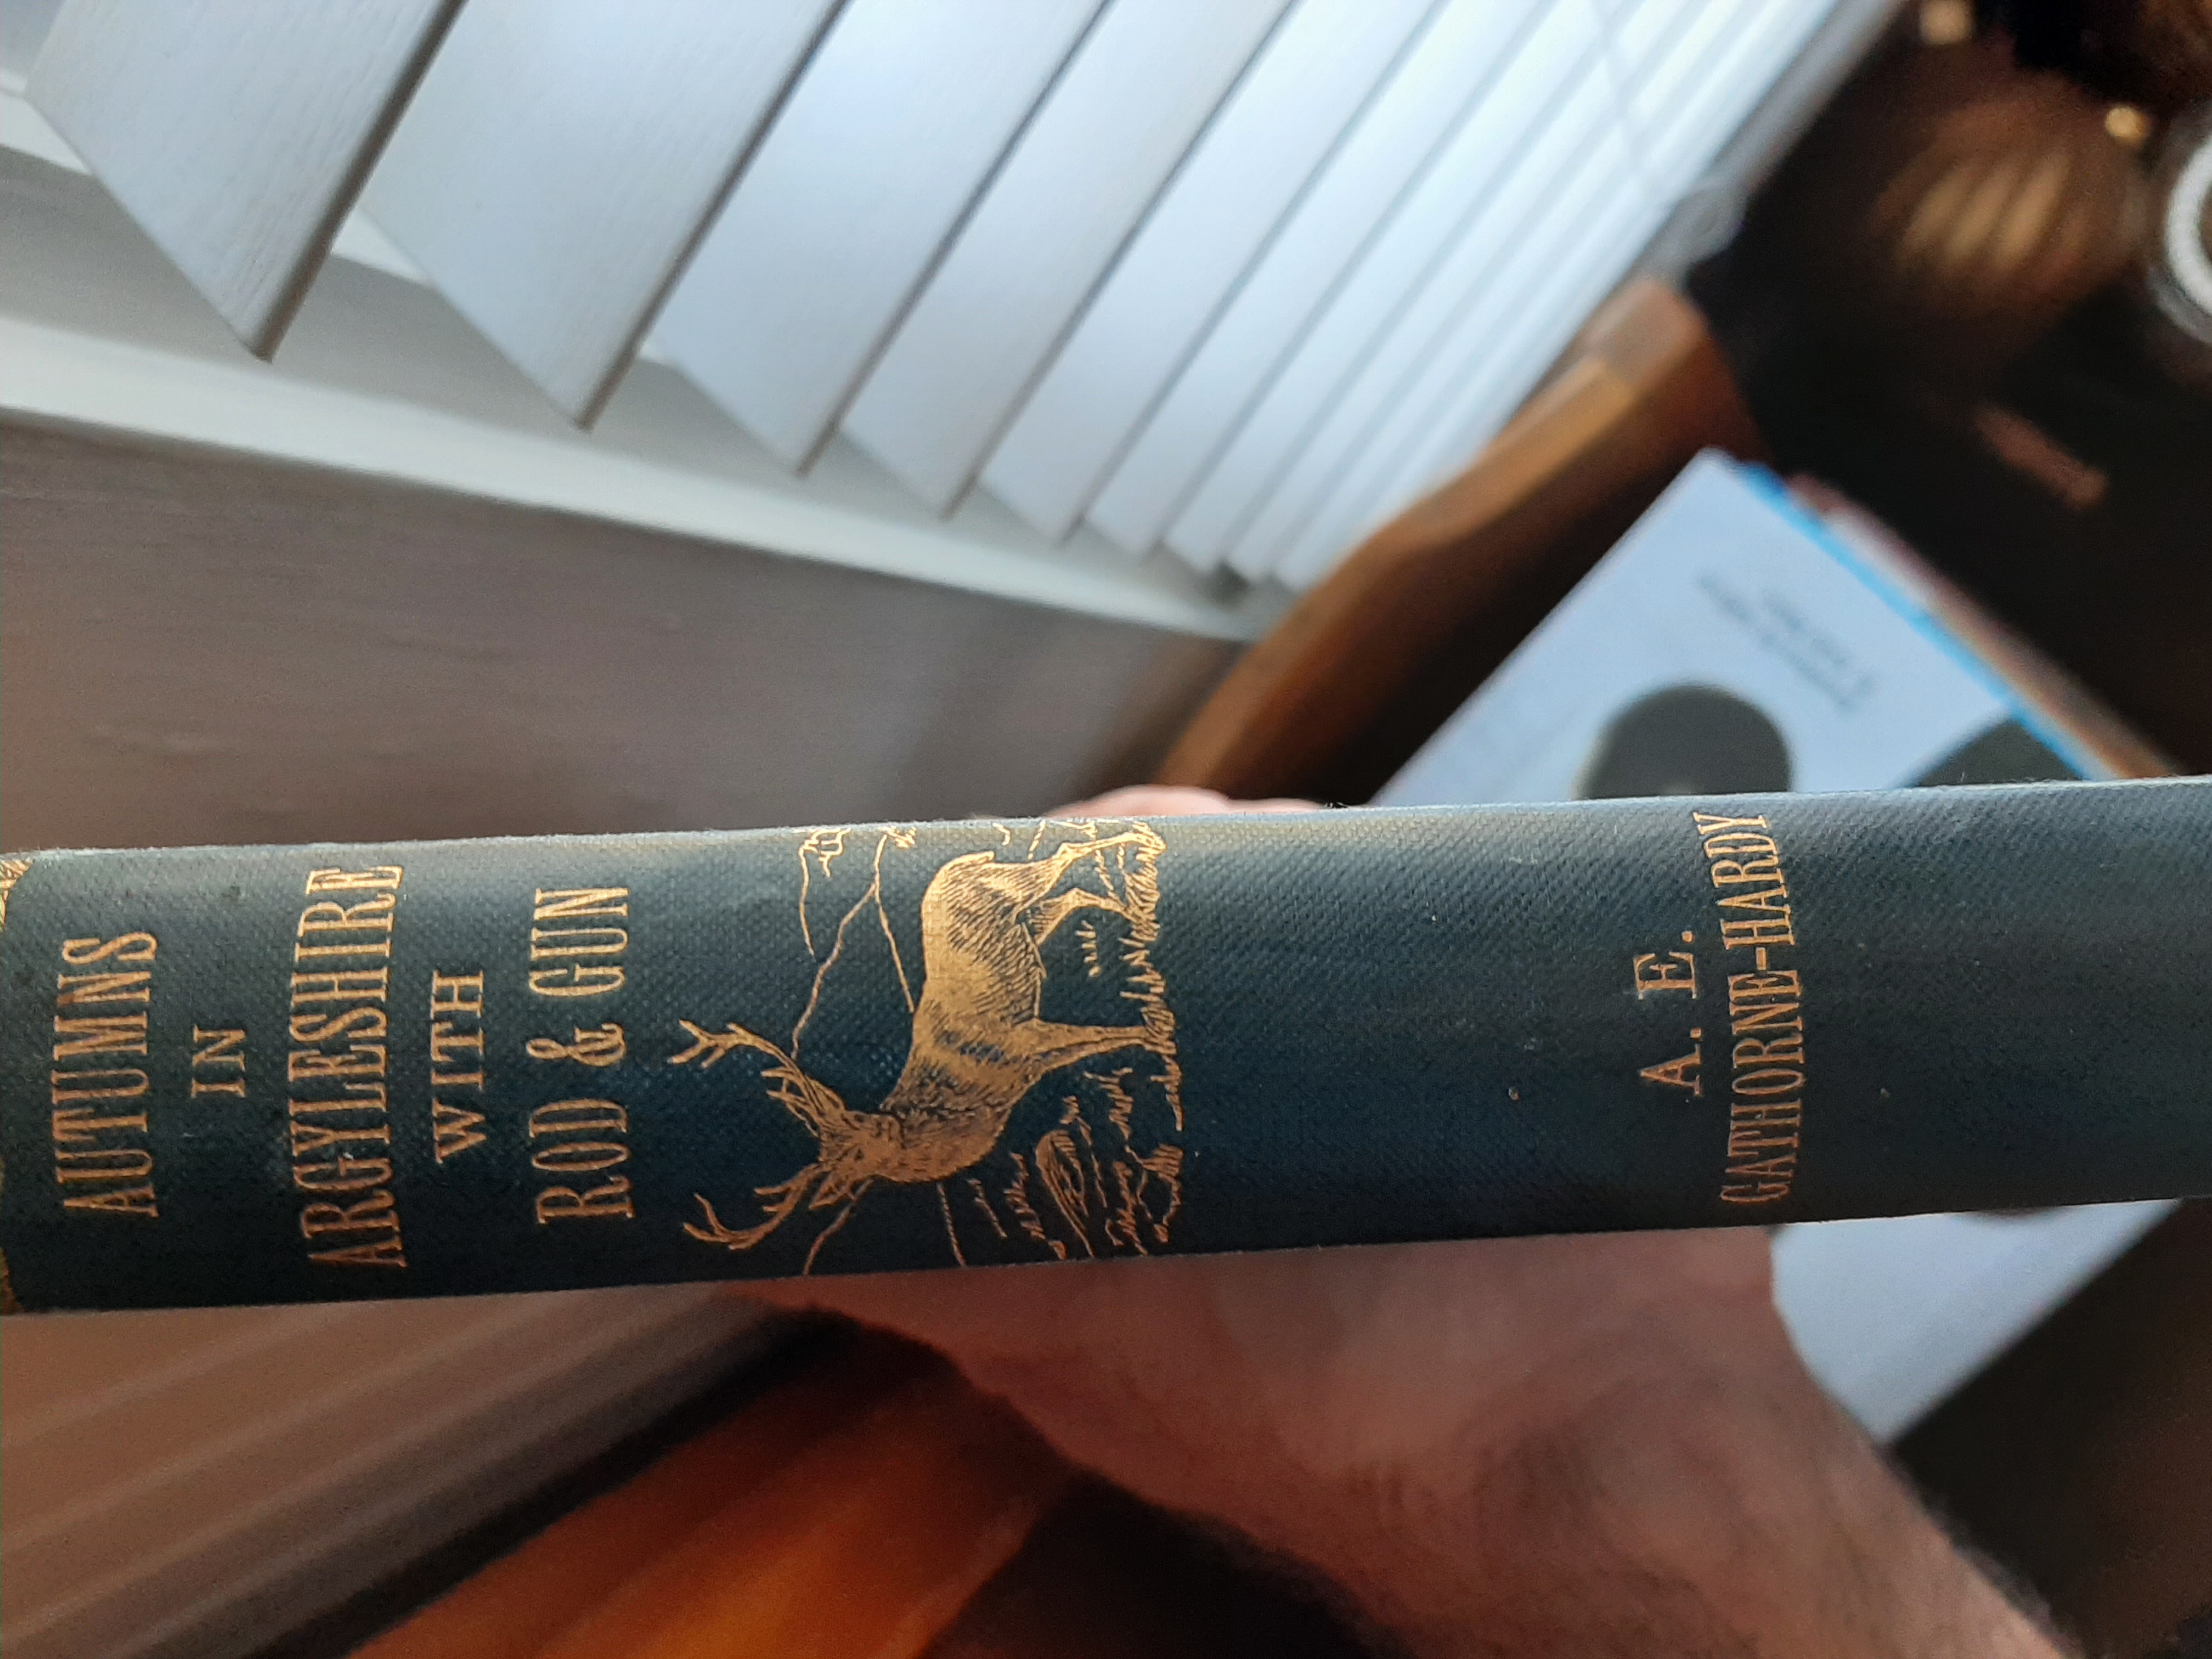 AUTUMNS
IN
ARGYLESHIRE
WITH
ROD & GUN
A. E.
GATHORNE-HARDY